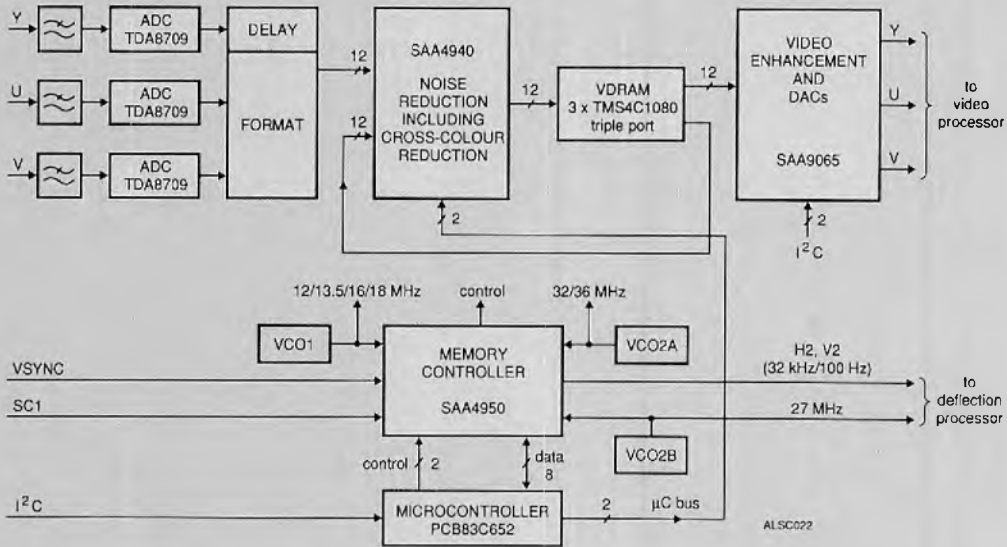 Y
ADC
TDA8709
DELAY
U
ADC
TDA8709
FORMAT
V
ADC
TDA8709
12
12
SAA4940
NOISE
REDUCTION
INCLUDING
CROSS-COLOUR
REDUCTION
2
12
VDRAM
3 x TMS4C1080
triple port
12
VIDEO
ENHANCEMENT
AND
DACs
SAA9065
Y
U
V
to
video
processor
2
I²C
12/13.5/16/18 MHz
control
32/36 MHz
VCO1
MEMORY
CONTROLLER
SAA4950
VCO2A
VSYNC
SC1
H2, V2
(32 kHz/100 Hz)
27 MHz
to
deflection
processor
VCO2B
control
2
data
8
I²C
MICROCONTROLLER
PCB83C652
2
µC bus
ALSC022